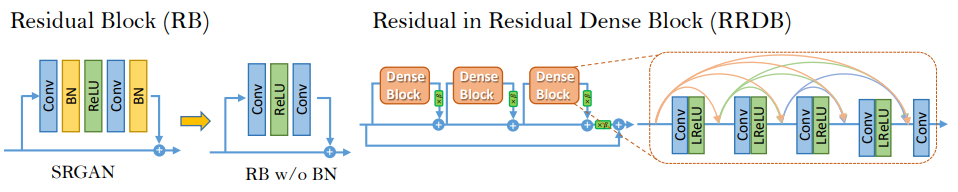 Residual Block (RB)
Residual in Residual Dense Block (RRDB)
Conv
BN
ReLU
Conv
BN
SRGAN
Conv
ReLU
Conv
RB w/o BN
Dense
Block
×β
Dense
Block
×β
Dense
Block
×β
×β
Conv
LReLU
Conv
LReLU
Conv
LReLU
Conv
LReLU
Conv